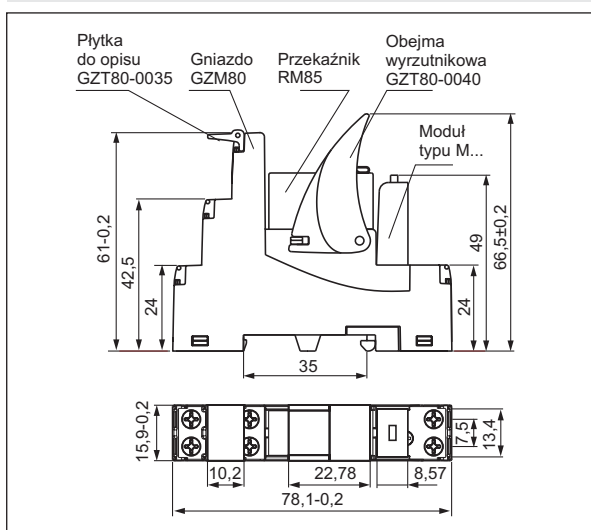 Płytka
do opisu
GZT80-0035
Gniazdo
GZM80
Przekaźnik
RM85
Obejma
wyrzutnikowa
GZT80-0040
Moduł
typu M...
61-0,2
42,5
24
24
49
66,5±0,2
35
15,9-0,2
10,2
22,78
8,57
7,5
13,4
78,1-0,2